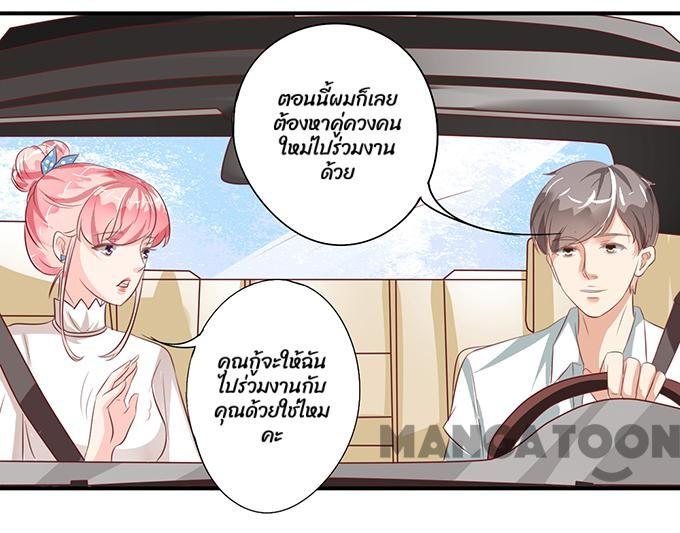 ตอนนี้ผมก็เลย
ต้องหาคู่ควงคน
ใหม่ไปร่วมงาน
ด้วย
คุณกู้จะให้ฉัน
ไปร่วมงานกับ
คุณด้วยใช่ไหม
คะ
MANGATOON